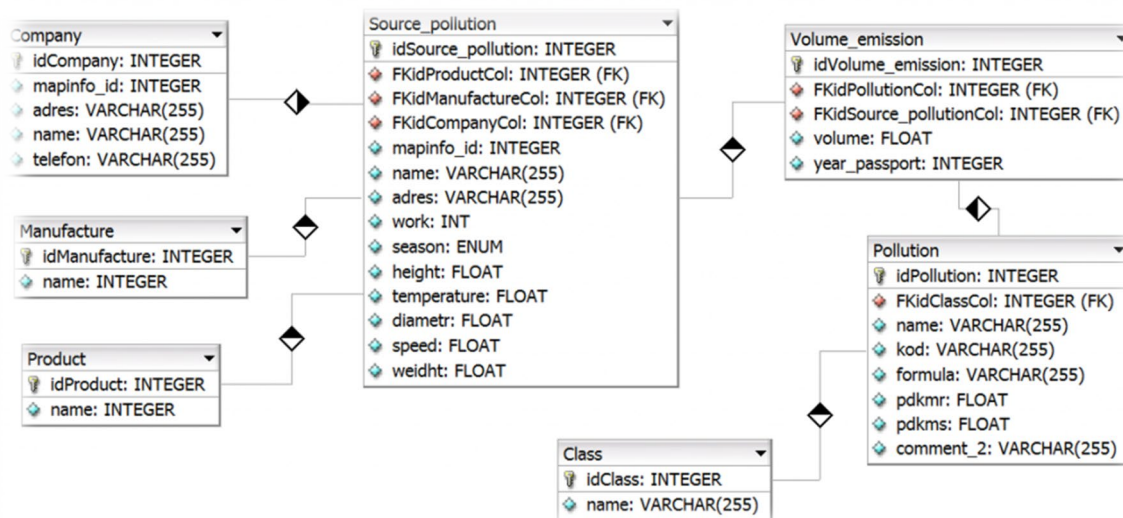 Company
idCompany: INTEGER
mapinfo_id: INTEGER
adres: VARCHAR(255)
name: VARCHAR(255)
telefon: VARCHAR(255)
Manufacture
idManufacture: INTEGER
name: INTEGER
Product
idProduct: INTEGER
name: INTEGER
Source_pollution
idSource_pollution: INTEGER
FKidProductCol: INTEGER (FK)
FKidManufactureCol: INTEGER (FK)
FKidCompanyCol: INTEGER (FK)
mapinfo_id: INTEGER
name: VARCHAR(255)
adres: VARCHAR(255)
work: INT
season: ENUM
height: FLOAT
temperature: FLOAT
diametr: FLOAT
speed: FLOAT
weidht: FLOAT
Volume_emission
idVolume_emission: INTEGER
FKidPollutionCol: INTEGER (FK)
FKidSource_pollutionCol: INTEGER (FK)
volume: FLOAT
year_passport: INTEGER
Pollution
idPollution: INTEGER
FKidClassCol: INTEGER (FK)
name: VARCHAR(255)
kod: VARCHAR(255)
formula: VARCHAR(255)
pdkmr: FLOAT
pdkms: FLOAT
comment_2: VARCHAR(255)
Class
idClass: INTEGER
name: VARCHAR(255)